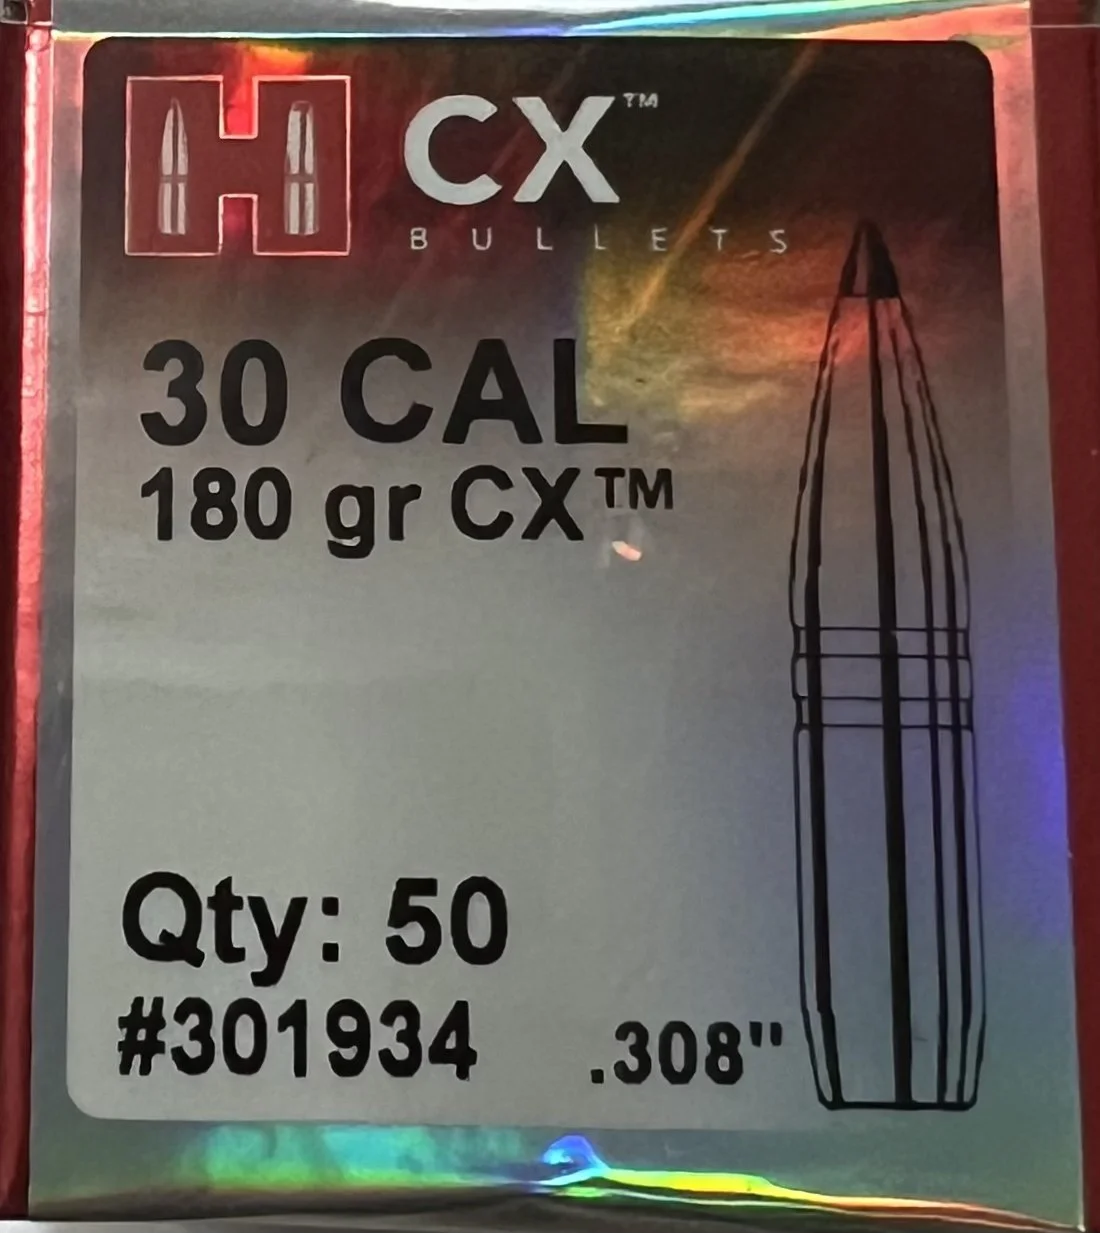 H CX™
BULLETS
30 CAL
180 gr CX™
Qty: 50
#301934
.308"